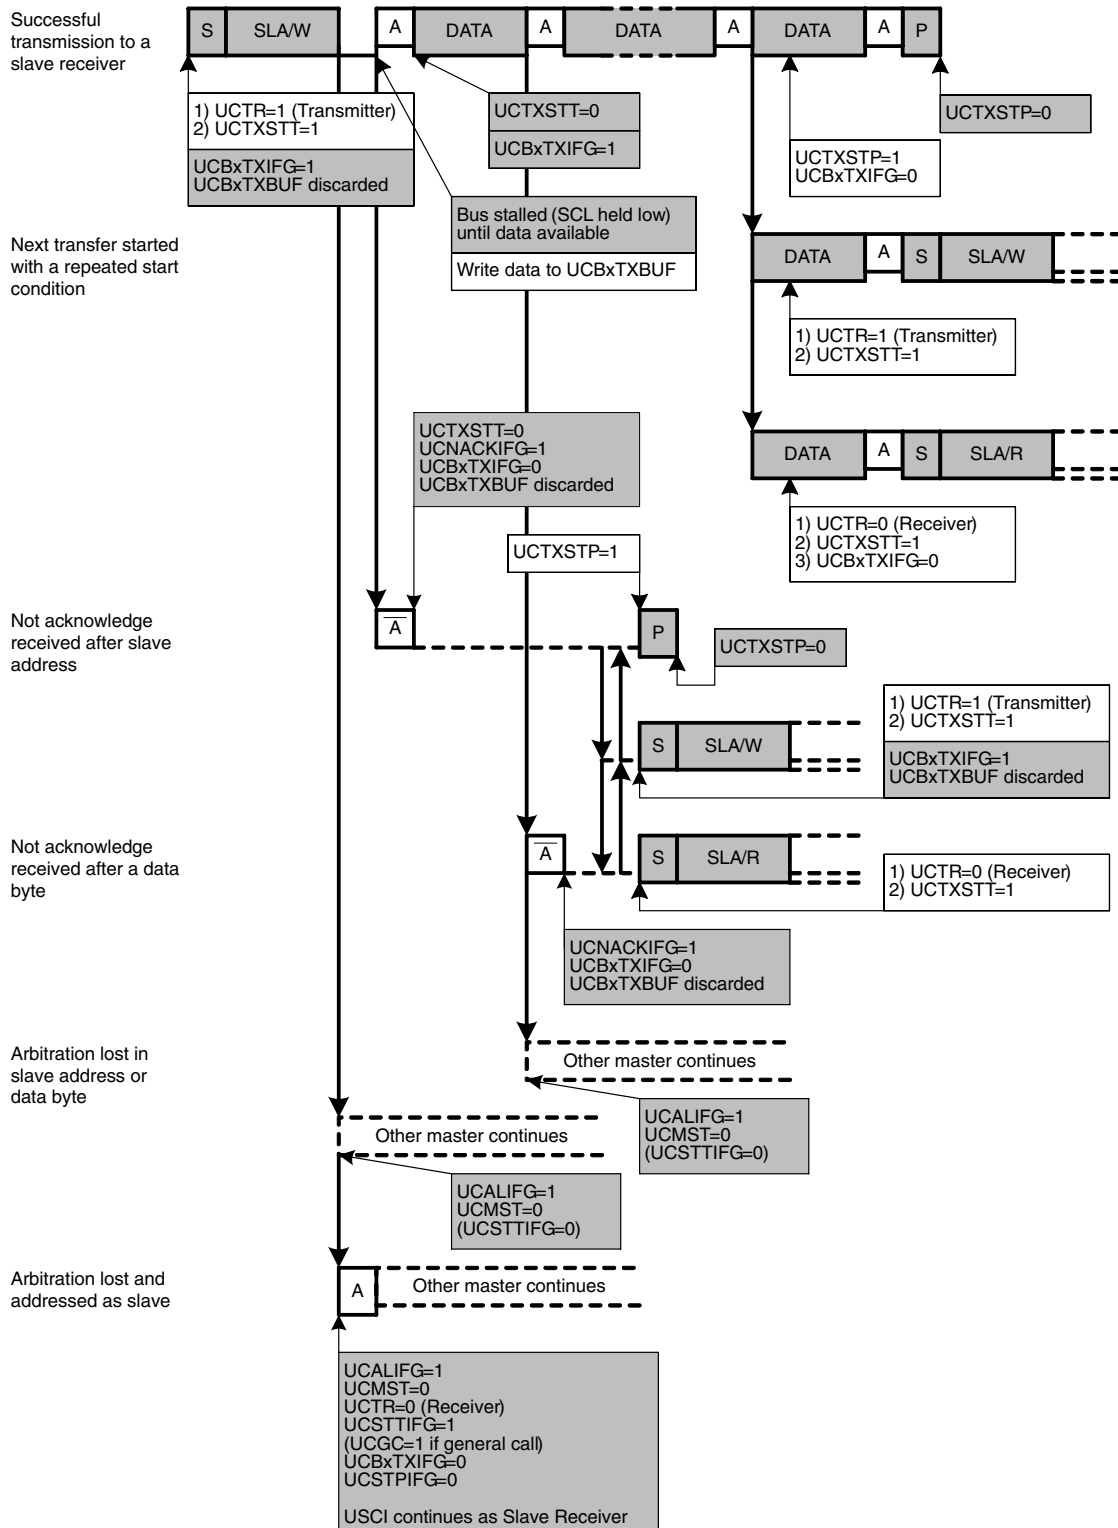 Successful
transmission to a
slave receiver
S SLA/W A DATA A DATA A DATA A P
1) UCTR=1 (Transmitter)
2) UCTXSTT=1
UCBxTXIFG=1
UCBxTXBUF discarded
UCTXSTT=0
UCBxTXIFG=1
UCTXSTP=0
UCTXSTP=1
UCBxTXIFG=0
Bus stalled (SCL held low)
until data available
Write data to UCBxTXBUF
Next transfer started
with a repeated start
condition
DATA A S SLA/W
1) UCTR=1 (Transmitter)
2) UCTXSTT=1
DATA A S SLA/R
1) UCTR=0 (Receiver)
2) UCTXSTT=1
3) UCBxTXIFG=0
UCTXSTT=0
UCNACKIFG=1
UCBxTXIFG=0
UCBxTXBUF discarded
UCTXSTP=1
Not acknowledge
received after slave
address
A̅ P
UCTXSTP=0
S SLA/W
1) UCTR=1 (Transmitter)
2) UCTXSTT=1
UCBxTXIFG=1
UCBxTXBUF discarded
Not acknowledge
received after a data
byte
A̅ S SLA/R
1) UCTR=0 (Receiver)
2) UCTXSTT=1
UCNACKIFG=1
UCBxTXIFG=0
UCBxTXBUF discarded
Arbitration lost in
slave address or
data byte
Other master continues
UCALIFG=1
UCMST=0
(UCSTTIFG=0)
Other master continues
UCALIFG=1
UCMST=0
(UCSTTIFG=0)
Arbitration lost and
addressed as slave
A Other master continues
UCALIFG=1
UCMST=0
UCTR=0 (Receiver)
UCSTTIFG=1
(UCGC=1 if general call)
UCBxTXIFG=0
UCSTPIFG=0
USCI continues as Slave Receiver